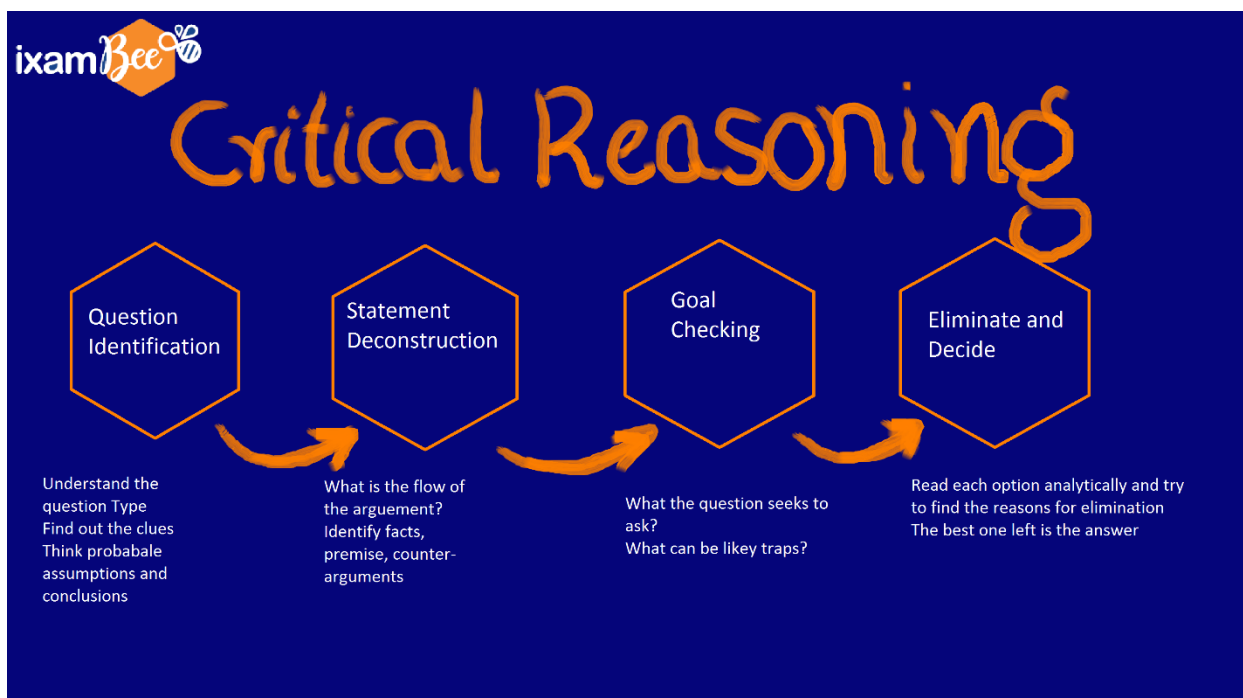 ixamBee
Critical Reasoning
Question
Identification
Statement
Deconstruction
Goal
Checking
Eliminate and
Decide
Understand the
question Type
Find out the clues
Think probabale
assumptions and
conclusions
What is the flow of
the arguement?
Identify facts,
premise, counter-
arguments
What the question seeks to
ask?
What can be likey traps?
Read each option analytically and try
to find the reasons for elimination
The best one left is the answer